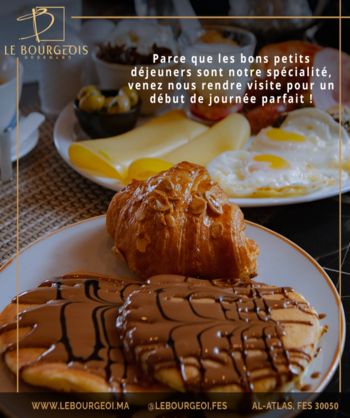 LE BOURGEOIS
Parce que les bons petits
déjeuners sont notre spécialité,
venez nous rendre visite pour un
début de journée parfait !
WWW.LEBOURGEOI.MA @LEBOURGEOI.FES AL-ATLAS, FES 30050